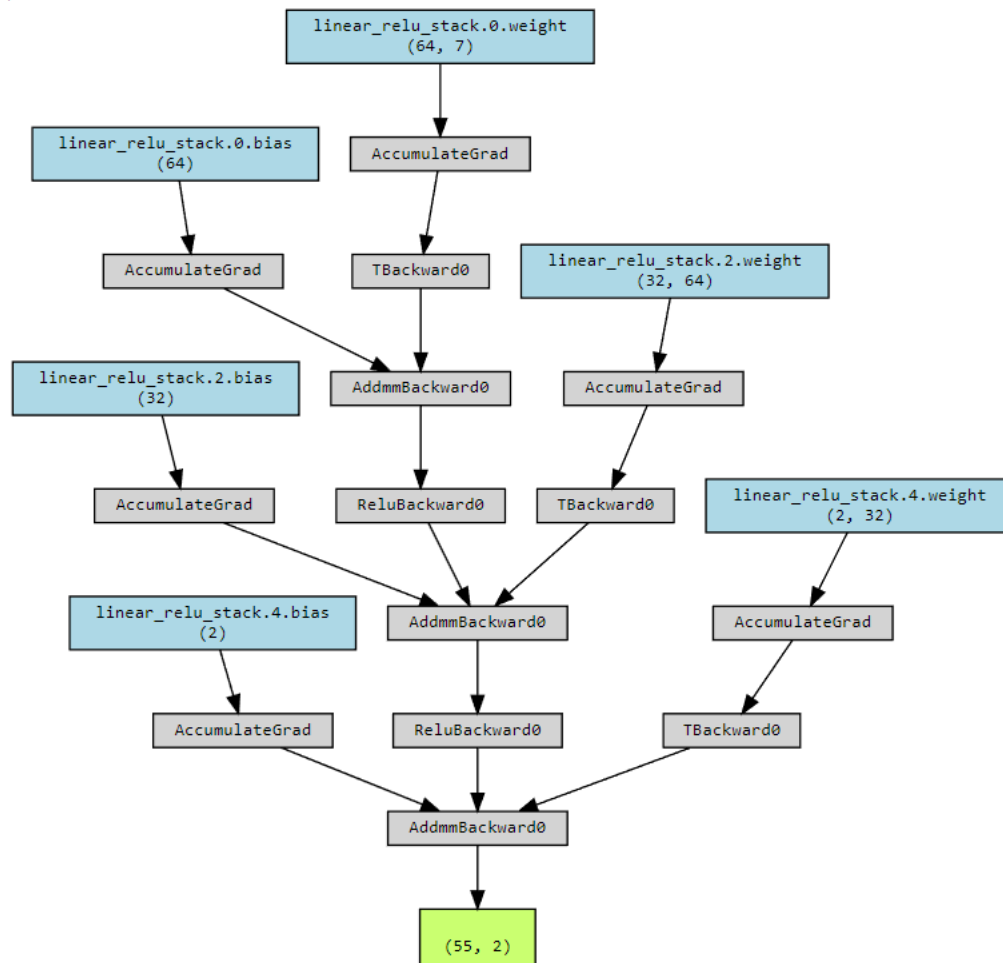 linear_relu_stack.0.weight
(64, 7)
linear_relu_stack.0.bias
(64)
AccumulateGrad
AccumulateGrad
TBackward0
linear_relu_stack.2.weight
(32, 64)
linear_relu_stack.2.bias
(32)
AddmmBackward0
AccumulateGrad
AccumulateGrad
ReluBackward0
TBackward0
linear_relu_stack.4.weight
(2, 32)
linear_relu_stack.4.bias
(2)
AddmmBackward0
AccumulateGrad
AccumulateGrad
ReluBackward0
TBackward0
AddmmBackward0
(55, 2)